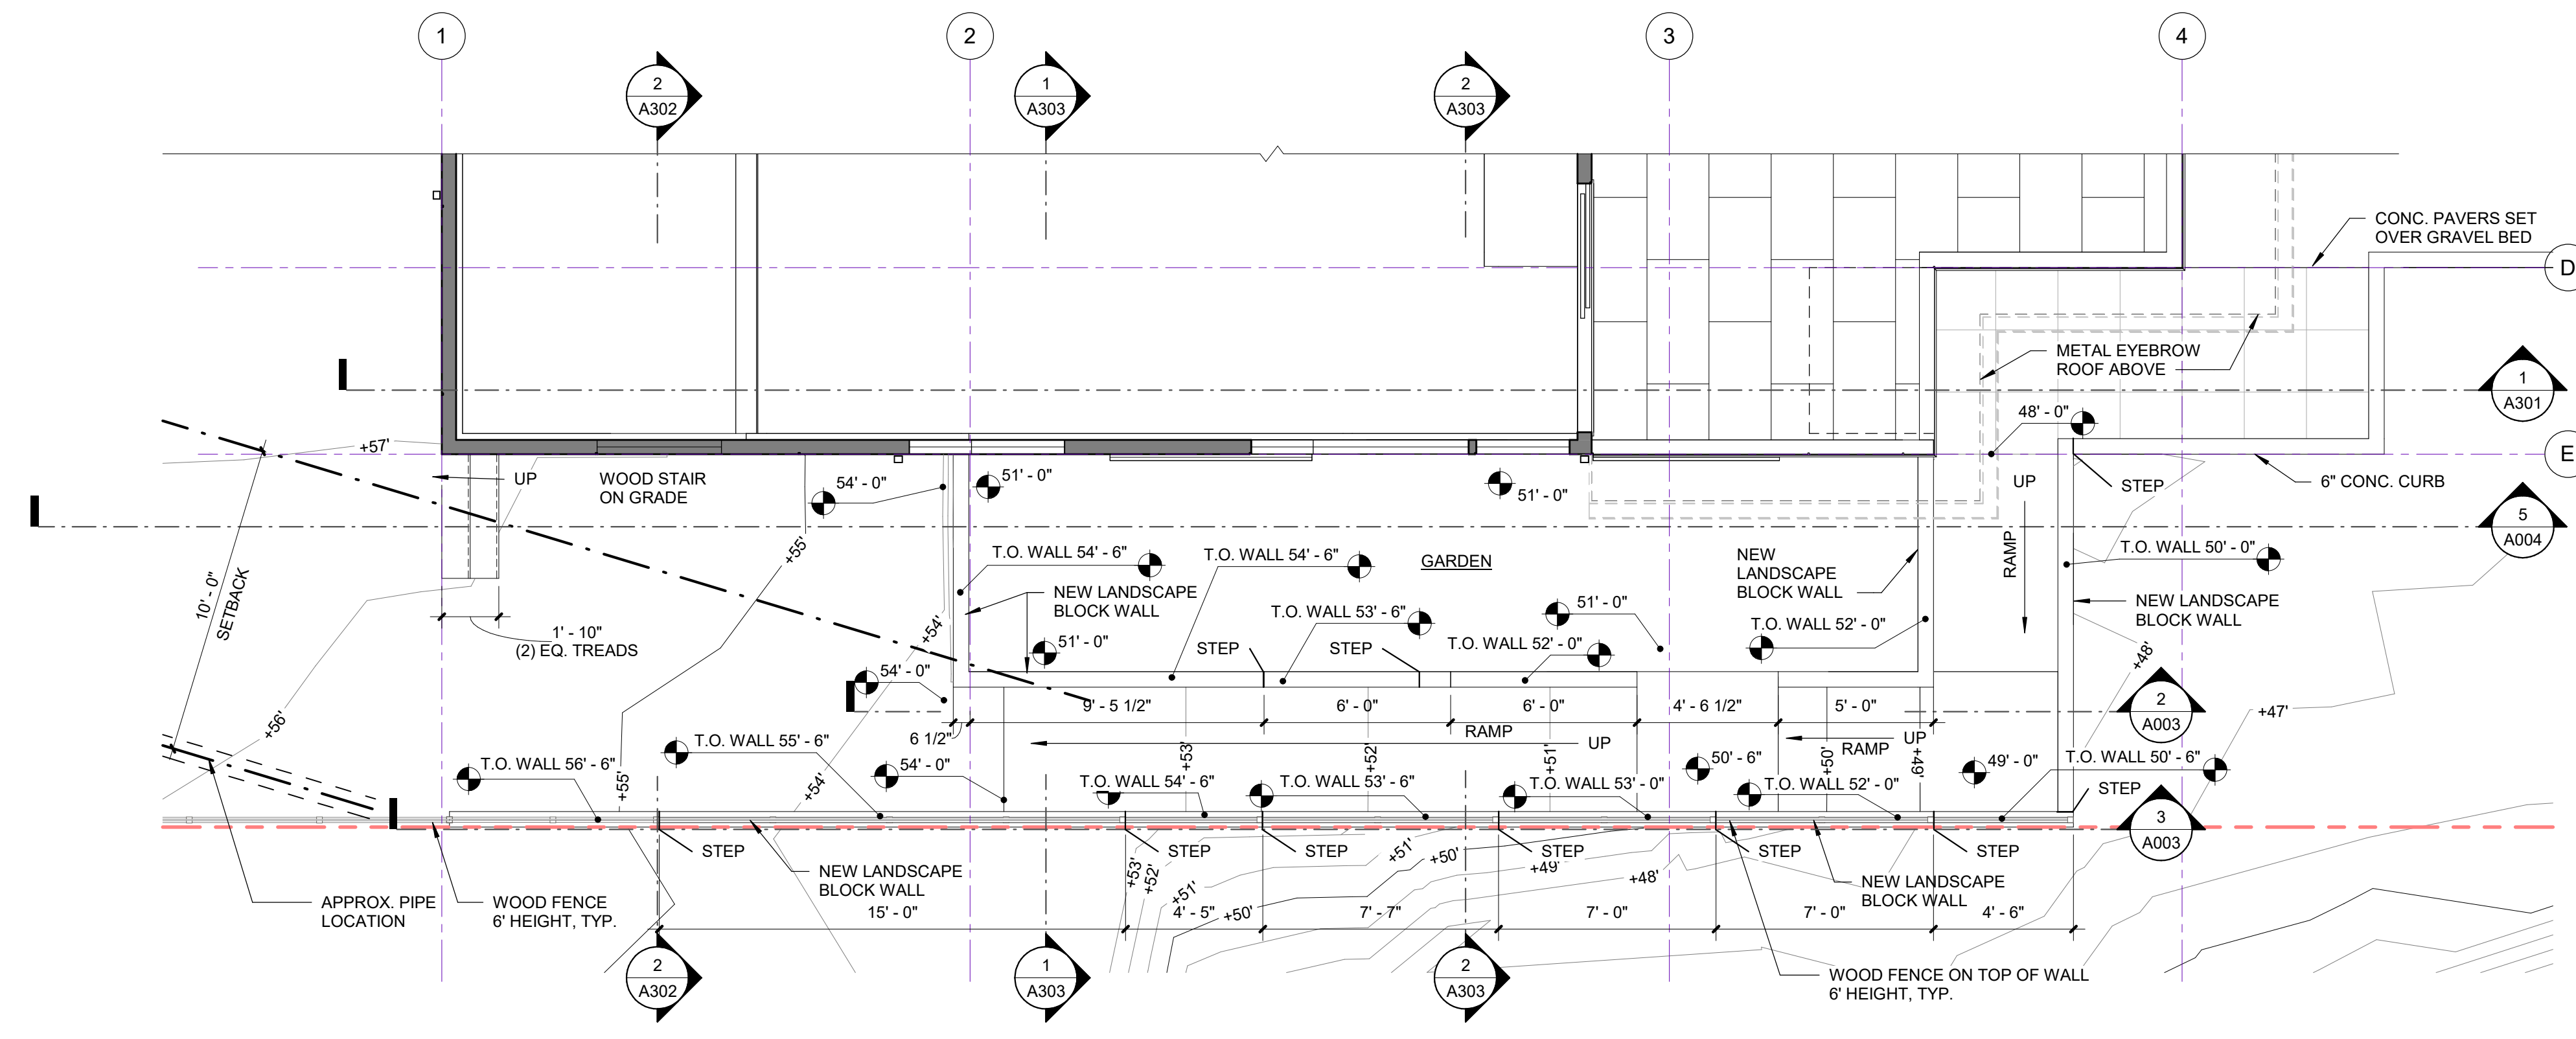 1
2
3
4
2
A302
1
A303
2
A303
CONC. PAVERS SET
OVER GRAVEL BED
D
METAL EYEBROW
ROOF ABOVE
1
A301
48' - 0"
+57'
E
UP
WOOD STAIR
ON GRADE
54' - 0"
51' - 0"
51' - 0"
UP
STEP
6" CONC. CURB
5
A004
+55'
T.O. WALL 54' - 6"
T.O. WALL 54' - 6"
GARDEN
NEW
LANDSCAPE
BLOCK WALL
RAMP
T.O. WALL 50' - 0"
10' - 0"
SETBACK
NEW LANDSCAPE
BLOCK WALL
T.O. WALL 53' - 6"
51' - 0"
T.O. WALL 52' - 0"
NEW LANDSCAPE
BLOCK WALL
1' - 10"
(2) EQ. TREADS
+54'
51' - 0"
STEP
STEP
T.O. WALL 52' - 0"
+48'
54' - 0"
2
A003
+47'
9' - 5 1/2"
6' - 0"
6' - 0"
4' - 6 1/2"
5' - 0"
+56'
6 1/2"
RAMP
UP
RAMP
UP
T.O. WALL 55' - 6"
T.O. WALL 56' - 6"
54' - 0"
+53'
+52'
+51'
50' - 6"
+50'
+49'
49' - 0"
T.O. WALL 50' - 6"
+55'
+54'
T.O. WALL 54' - 6"
T.O. WALL 53' - 6"
T.O. WALL 53' - 0"
T.O. WALL 52' - 0"
STEP
3
A003
STEP
STEP
STEP
STEP
STEP
STEP
+53'
+52'
+51'
+50'
+51'
+50'
+49'
+48'
NEW LANDSCAPE
BLOCK WALL
NEW LANDSCAPE
BLOCK WALL
APPROX. PIPE
LOCATION
WOOD FENCE
6' HEIGHT, TYP.
15' - 0"
4' - 5"
7' - 7"
7' - 0"
7' - 0"
4' - 6"
2
A302
1
A303
2
A303
WOOD FENCE ON TOP OF WALL
6' HEIGHT, TYP.